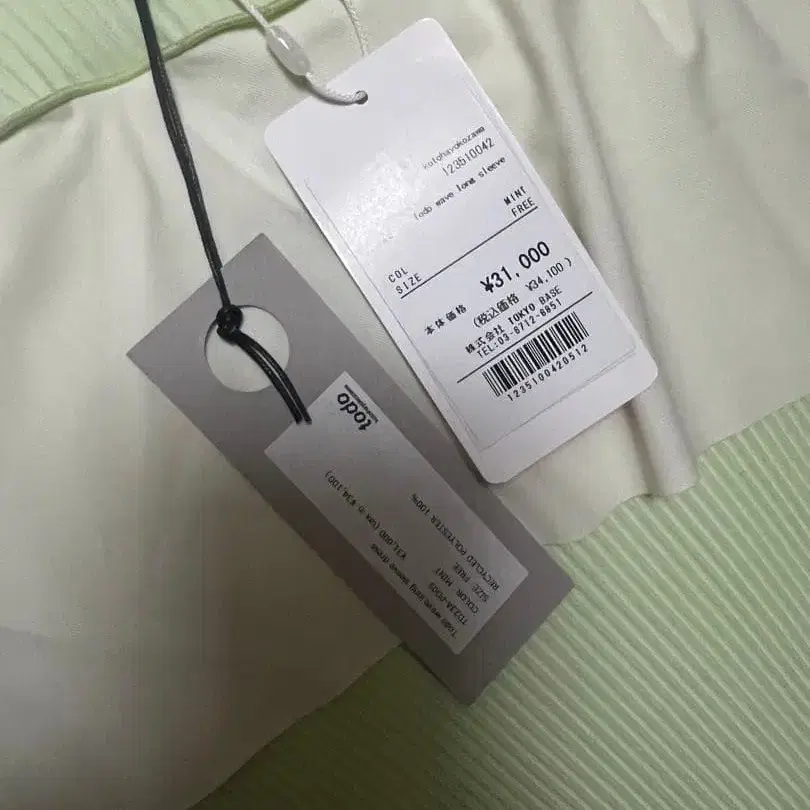 kotohayokozawa
123510042
Todo wave long sleeve
COL MINT
SIZE FREE
本体価格 ¥31,000
(税込価格 ¥34,100)
株式会社 TOKYO BASE
TEL:03-6712-6851
1235100420512
todo
Todo wave long sleeve dress
¥31,000 (tax in ¥34,100)
COLOR MINT
SIZE FREE
RECYCLED POLYESTER 100%